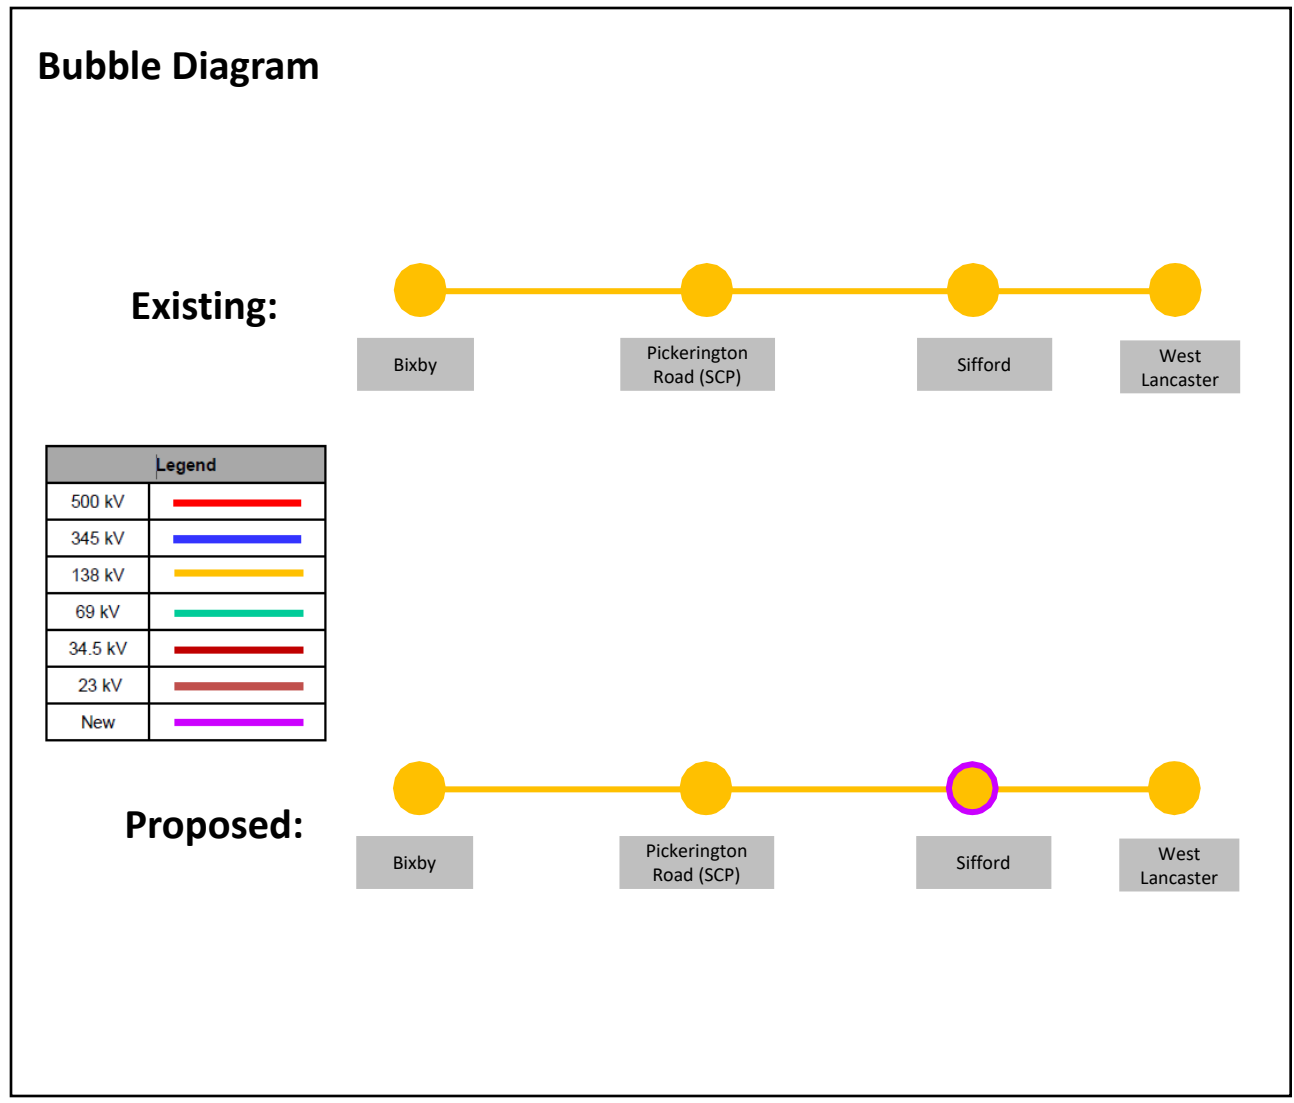 Bubble Diagram
Existing:
Bixby
Pickerington
Road (SCP)
Sifford
West
Lancaster
Legend
500 kV
345 kV
138 kV
69 kV
34.5 kV
23 kV
New
Proposed:
Bixby
Pickerington
Road (SCP)
Sifford
West
Lancaster